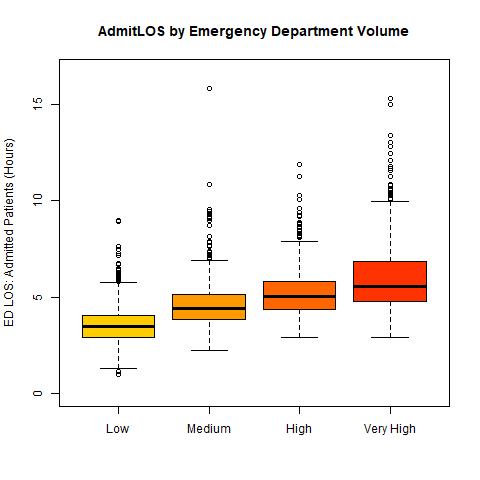 AdmitLOS by Emergency Department Volume
ED LOS: Admitted Patients (Hours)
15
10
5
0
Low Medium High Very High